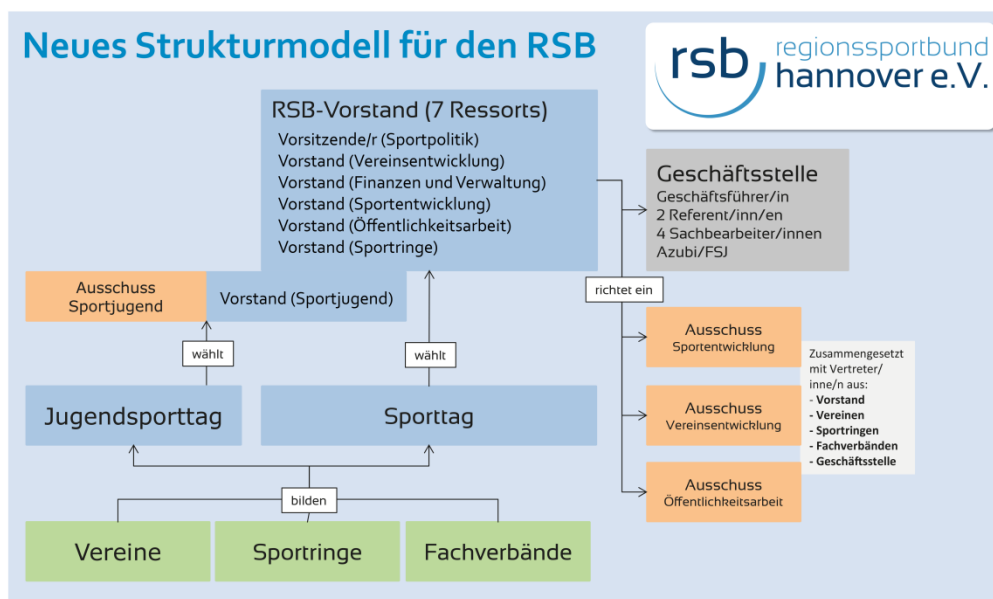 Neues Strukturmodell für den RSB
rsb
regionssportbund
hannover e.V.
RSB-Vorstand (7 Ressorts)
Vorsitzende/r (Sportpolitik)
Vorstand (Vereinsentwicklung)
Vorstand (Finanzen und Verwaltung)
Vorstand (Sportentwicklung)
Vorstand (Öffentlichkeitsarbeit)
Vorstand (Sportringe)
Geschäftsstelle
Geschäftsführer/in
2 Referent/inn/en
4 Sachbearbeiter/innen
Azubi/FSJ
Ausschuss
Sportjugend
Vorstand (Sportjugend)
richtet ein
wählt
wählt
Ausschuss
Sportentwicklung
Ausschuss
Vereinsentwicklung
Ausschuss
Öffentlichkeitsarbeit
Zusammengesetzt
mit Vertreter/
inne/n aus:
- Vorstand
- Vereinen
- Sportringen
- Fachverbänden
- Geschäftsstelle
Jugendsporttag
Sporttag
bilden
Vereine
Sportringe
Fachverbände